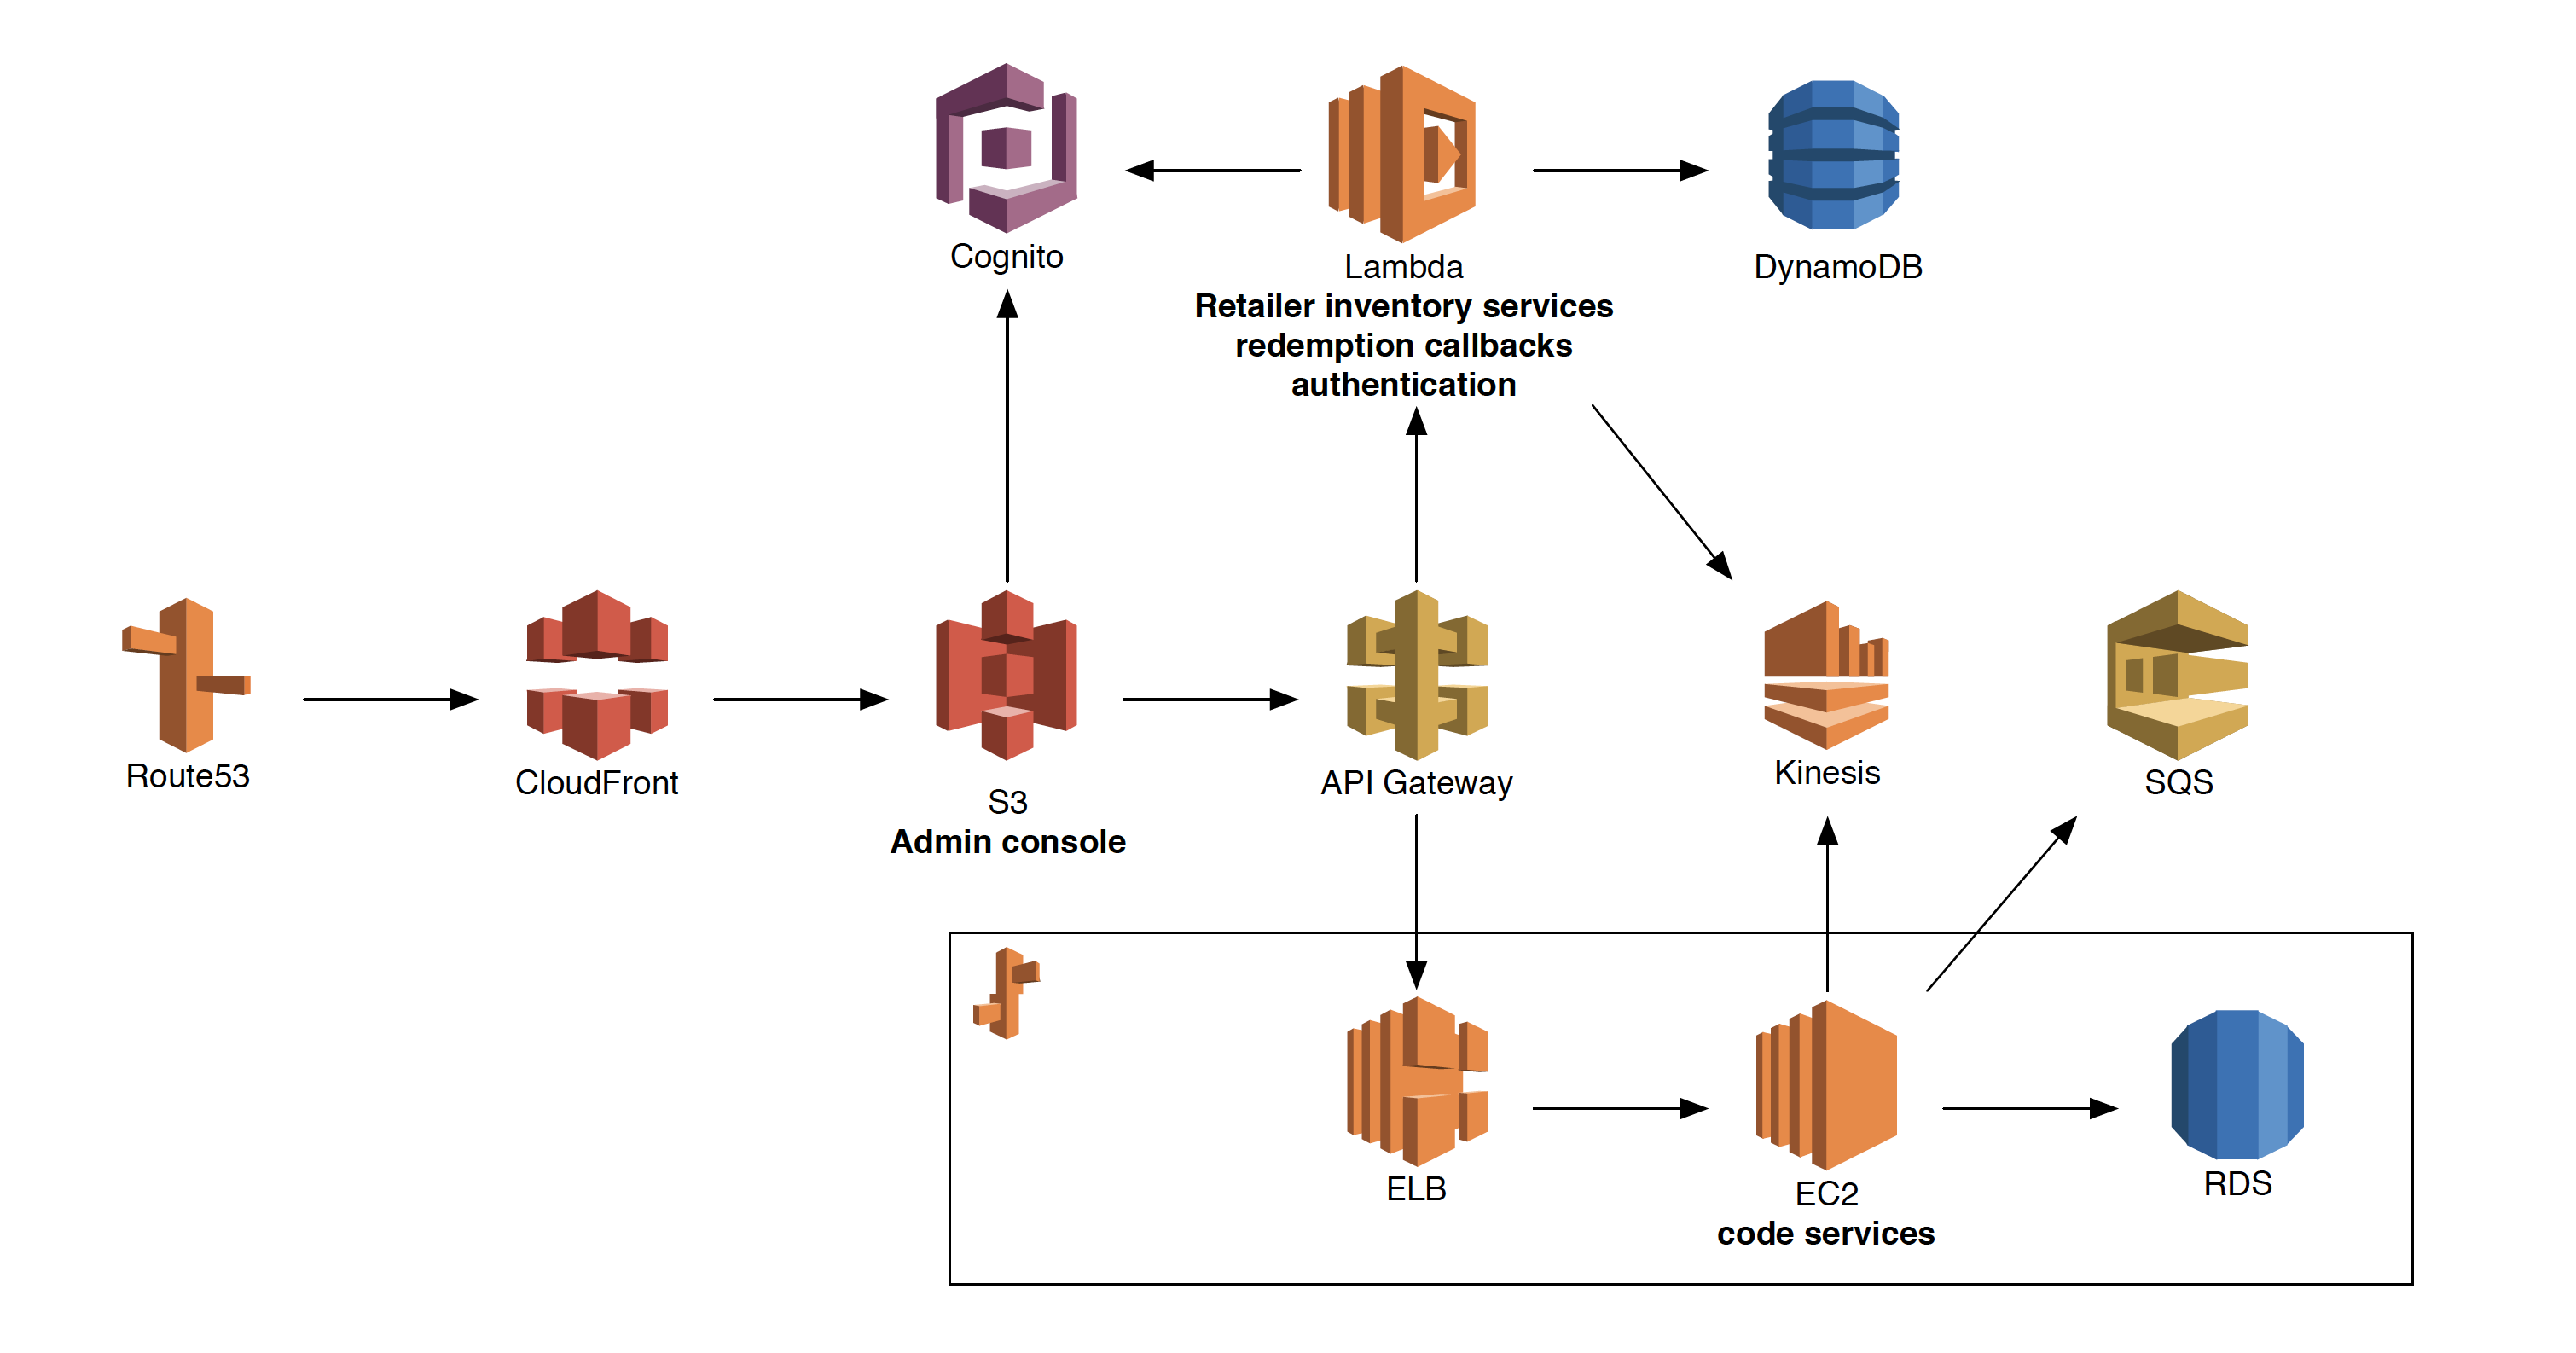 Cognito
Lambda
Retailer inventory services
redemption callbacks
authentication
DynamoDB
Route53
CloudFront
S3
Admin console
API Gateway
Kinesis
SQS
ELB
EC2
code services
RDS